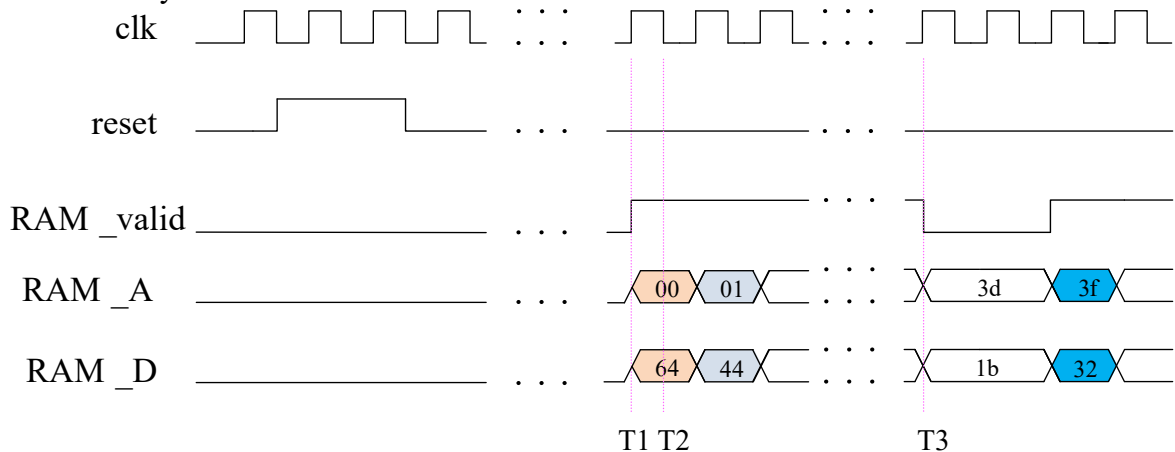 clk
reset
RAM _valid
RAM _A 00 01 3d 3f
RAM _D 64 44 1b 32
T1 T2 T3